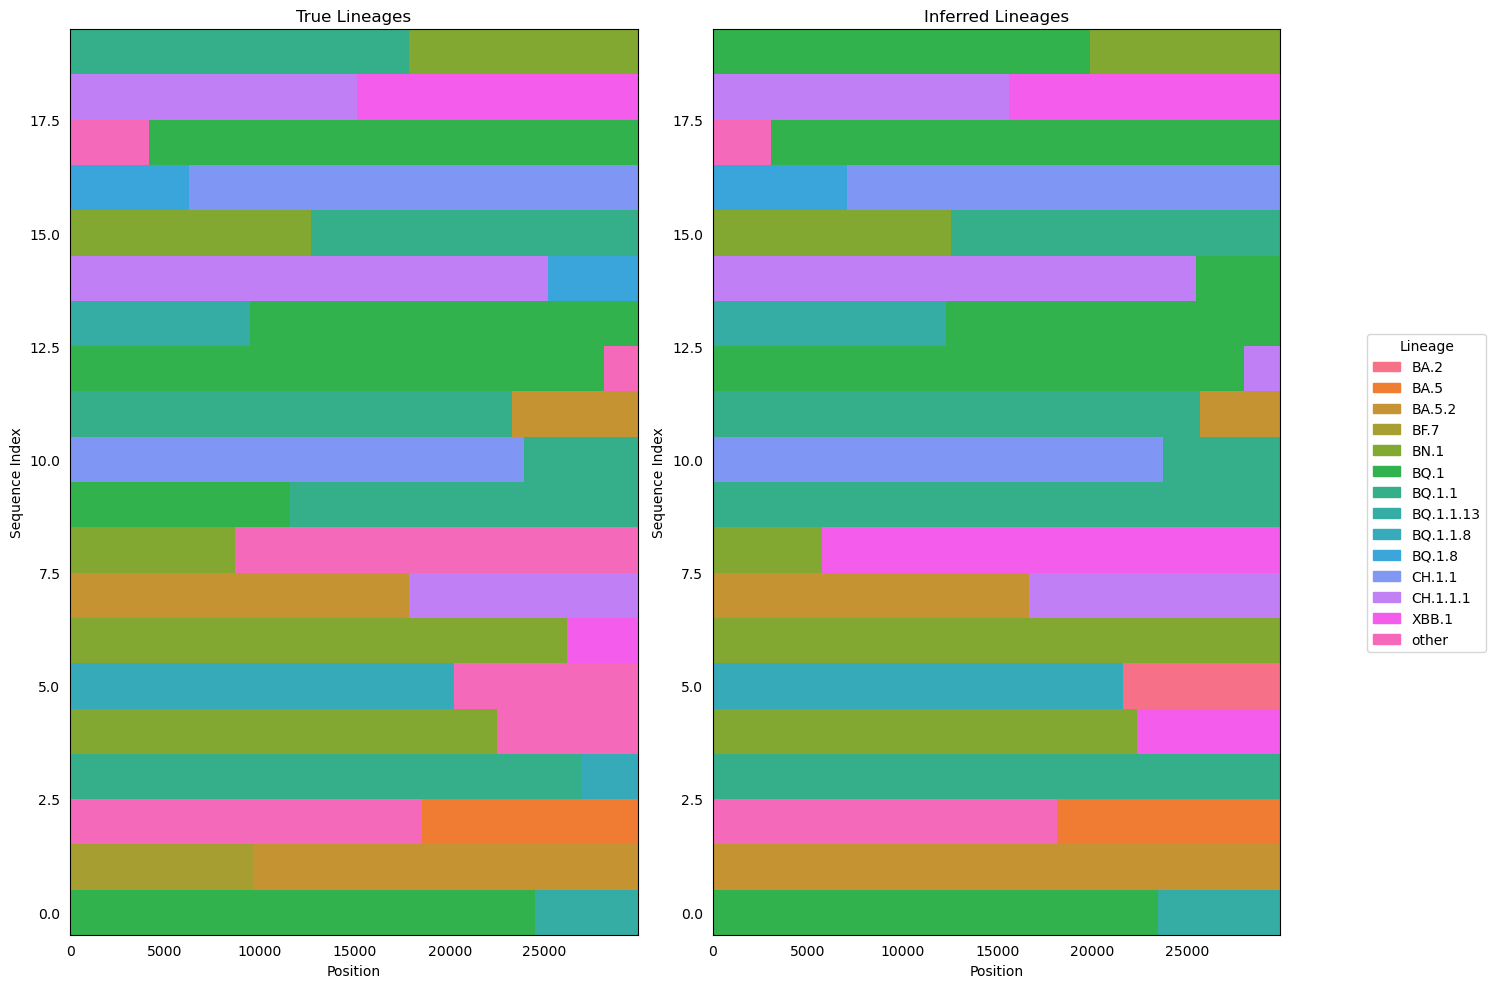 True Lineages
Inferred Lineages
17.5
15.0
12.5
10.0
7.5
5.0
2.5
0.0
Sequence Index
0 5000 10000 15000 20000 25000
Position
17.5
15.0
12.5
10.0
7.5
5.0
2.5
0.0
Sequence Index
0 5000 10000 15000 20000 25000
Position
Lineage
BA.2
BA.5
BA.5.2
BF.7
BN.1
BQ.1
BQ.1.1
BQ.1.1.13
BQ.1.1.8
BQ.1.8
CH.1.1
CH.1.1.1
XBB.1
other